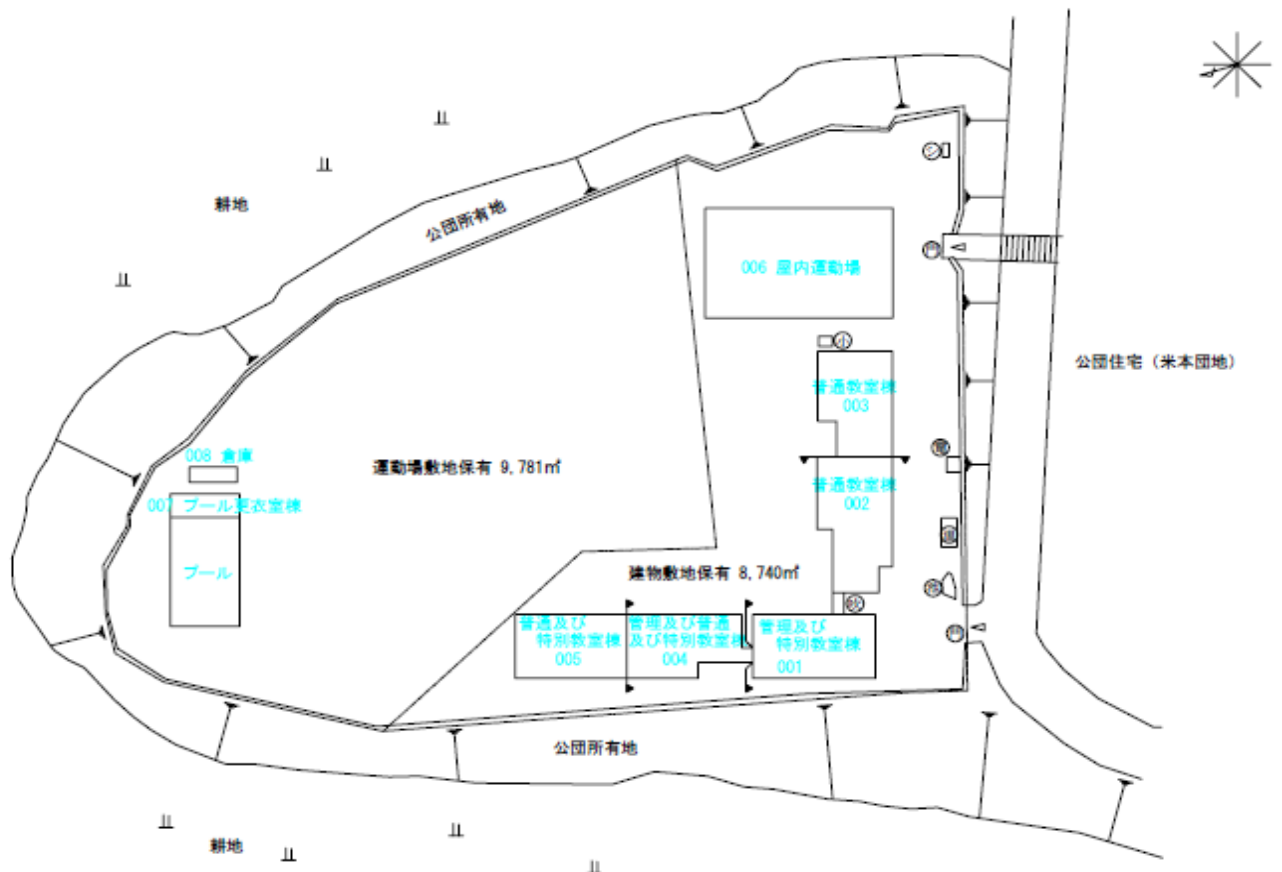 耕地
公団所有地
006 屋内運動場
小
公団住宅（米本団地）
普通教室棟
003
008 倉庫
運動場敷地保有 9,781㎡
007 プール更衣室棟
普通教室棟
002
プール
建物敷地保有 8,740㎡
普通及び
特別教室棟
005
管理及び普通
及び特別教室棟
004
管理及び
特別教室棟
001
公団所有地
耕地